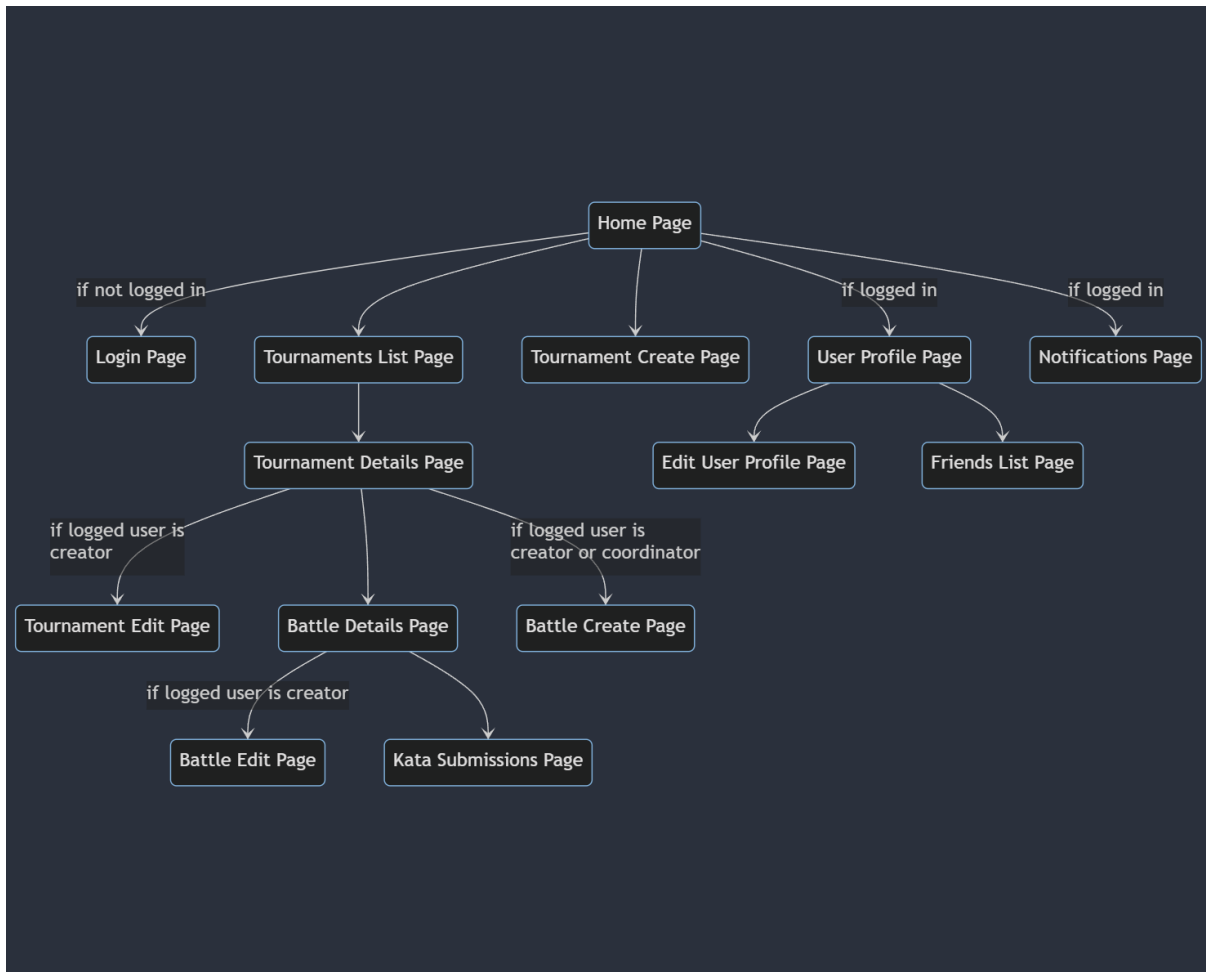 Home Page
if not logged in
if logged in
if logged in
Login Page
Tournaments List Page
Tournament Create Page
User Profile Page
Notifications Page
Tournament Details Page
Edit User Profile Page
Friends List Page
if logged user is
creator
if logged user is
creator or coordinator
Tournament Edit Page
Battle Details Page
Battle Create Page
if logged user is creator
Battle Edit Page
Kata Submissions Page